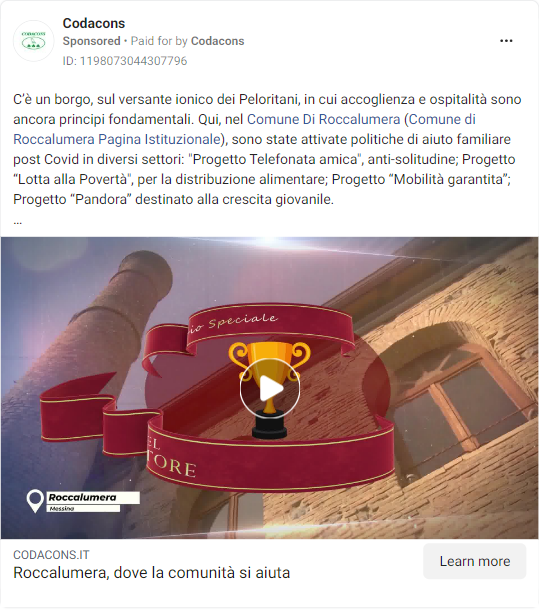 Codacons
Sponsored • Paid for by Codacons
ID: 1198073044307796
C'è un borgo, sul versante ionico dei Peloritani, in cui accoglienza e ospitalità sono
ancora principi fondamentali. Qui, nel Comune Di Roccalumera (Comune di
Roccalumera Pagina Istituzionale), sono state attivate politiche di aiuto familiare
post Covid in diversi settori: "Progetto Telefonata amica", anti-solitudine; Progetto
“Lotta alla Povertà", per la distribuzione alimentare; Progetto “Mobilità garantita”;
Progetto “Pandora” destinato alla crescita giovanile.
...
io Speciale
EL
TORE
Roccalumera
Messina
CODACONS.IT
Roccalumera, dove la comunità si aiuta
Learn more